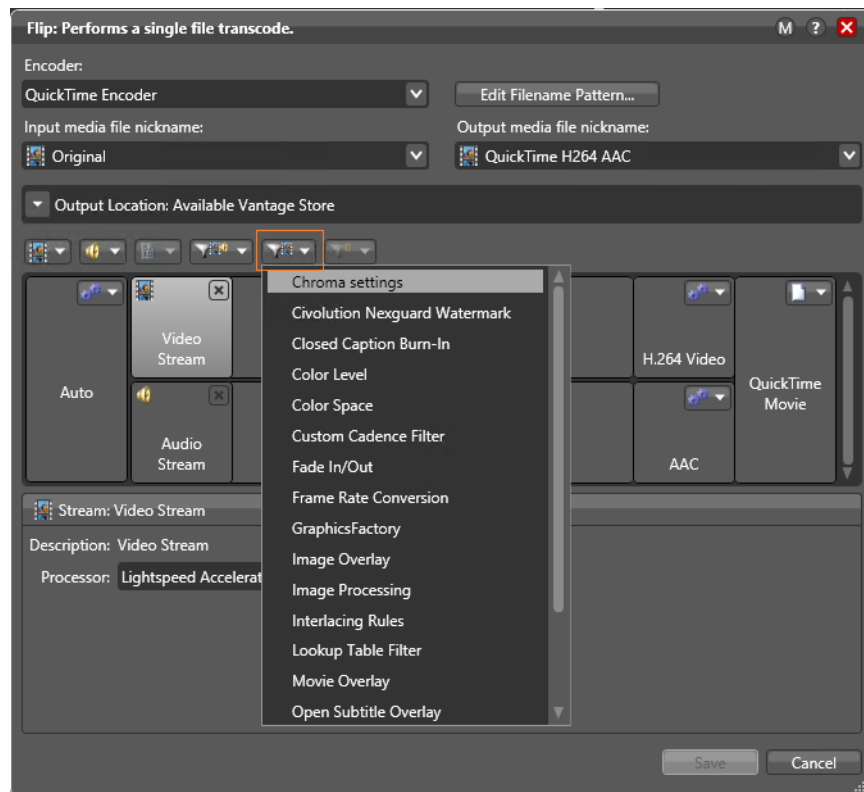 Flip: Performs a single file transcode.
M ?
Encoder:
QuickTime Encoder
Edit Filename Pattern...
Input media file nickname:
Output media file nickname:
Original
QuickTime H264 AAC
Output Location: Available Vantage Store
Chroma settings
Civolution Nexguard Watermark
Closed Caption Burn-In
Color Level
Color Space
Custom Cadence Filter
Fade In/Out
Frame Rate Conversion
GraphicsFactory
Image Overlay
Image Processing
Interlacing Rules
Lookup Table Filter
Movie Overlay
Open Subtitle Overlay
Auto
Video
Stream
Audio
Stream
H.264 Video
AAC
QuickTime
Movie
Stream: Video Stream
Description: Video Stream
Processor: Lightspeed Accelerat
Save
Cancel